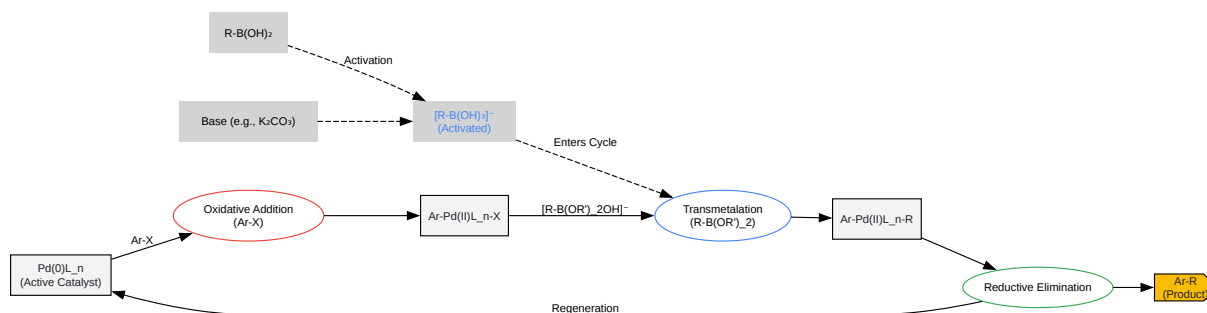 R-B(OH)₂
Activation
Base (e.g., K₂CO₃)
[R-B(OH)₃]⁻
(Activated)
Enters Cycle
Oxidative Addition
(Ar-X)
Ar-Pd(II)L_n-X
[R-B(OR')_2OH]⁻
Transmetalation
(R-B(OR')_2)
Ar-Pd(II)L_n-R
Ar-X
Pd(0)L_n
(Active Catalyst)
Reductive Elimination
Ar-R
(Product)
Regeneration